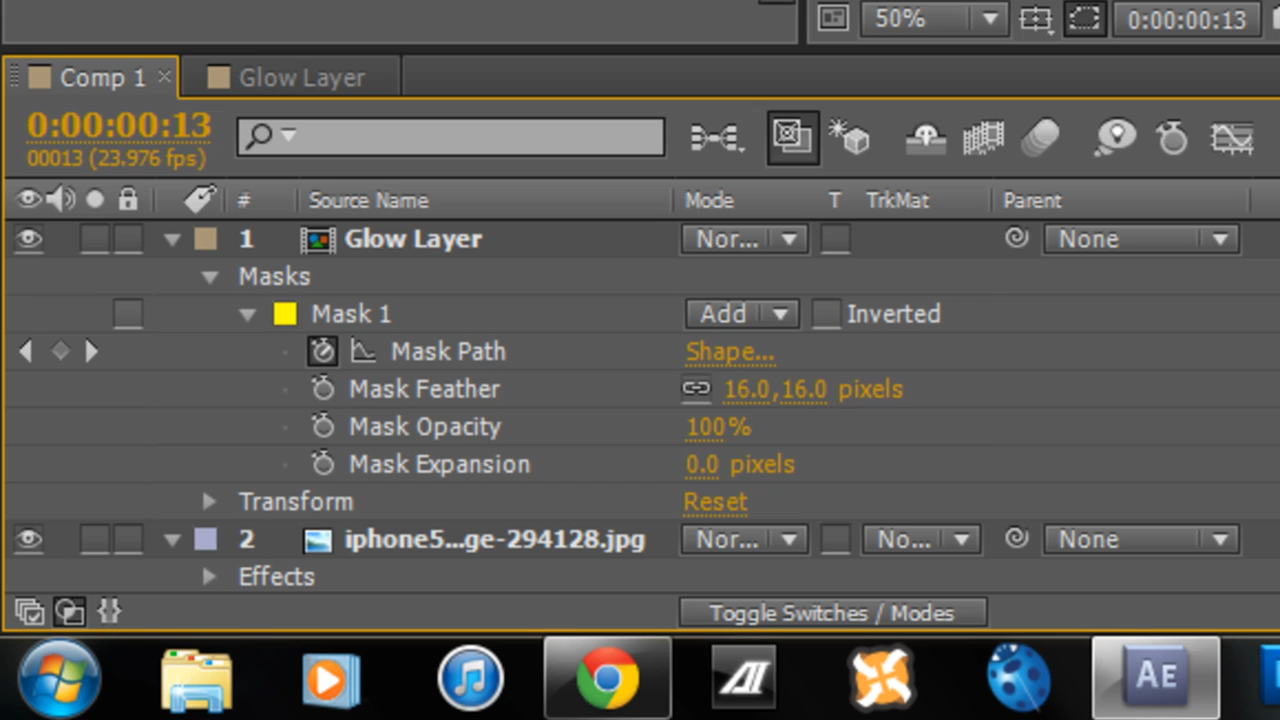 50% 0:00:00:13
Comp 1 × Glow Layer
0:00:00:13
00013 (23.976 fps)
# Source Name Mode T TrkMat Parent
1 Glow Layer Nor... None
Masks
Mask 1 Add Inverted
Mask Path Shape...
Mask Feather 16.0,16.0 pixels
Mask Opacity 100%
Mask Expansion 0.0 pixels
Transform Reset
2 iphone5...ge-294128.jpg Nor... No... None
Effects
Toggle Switches / Modes
AE